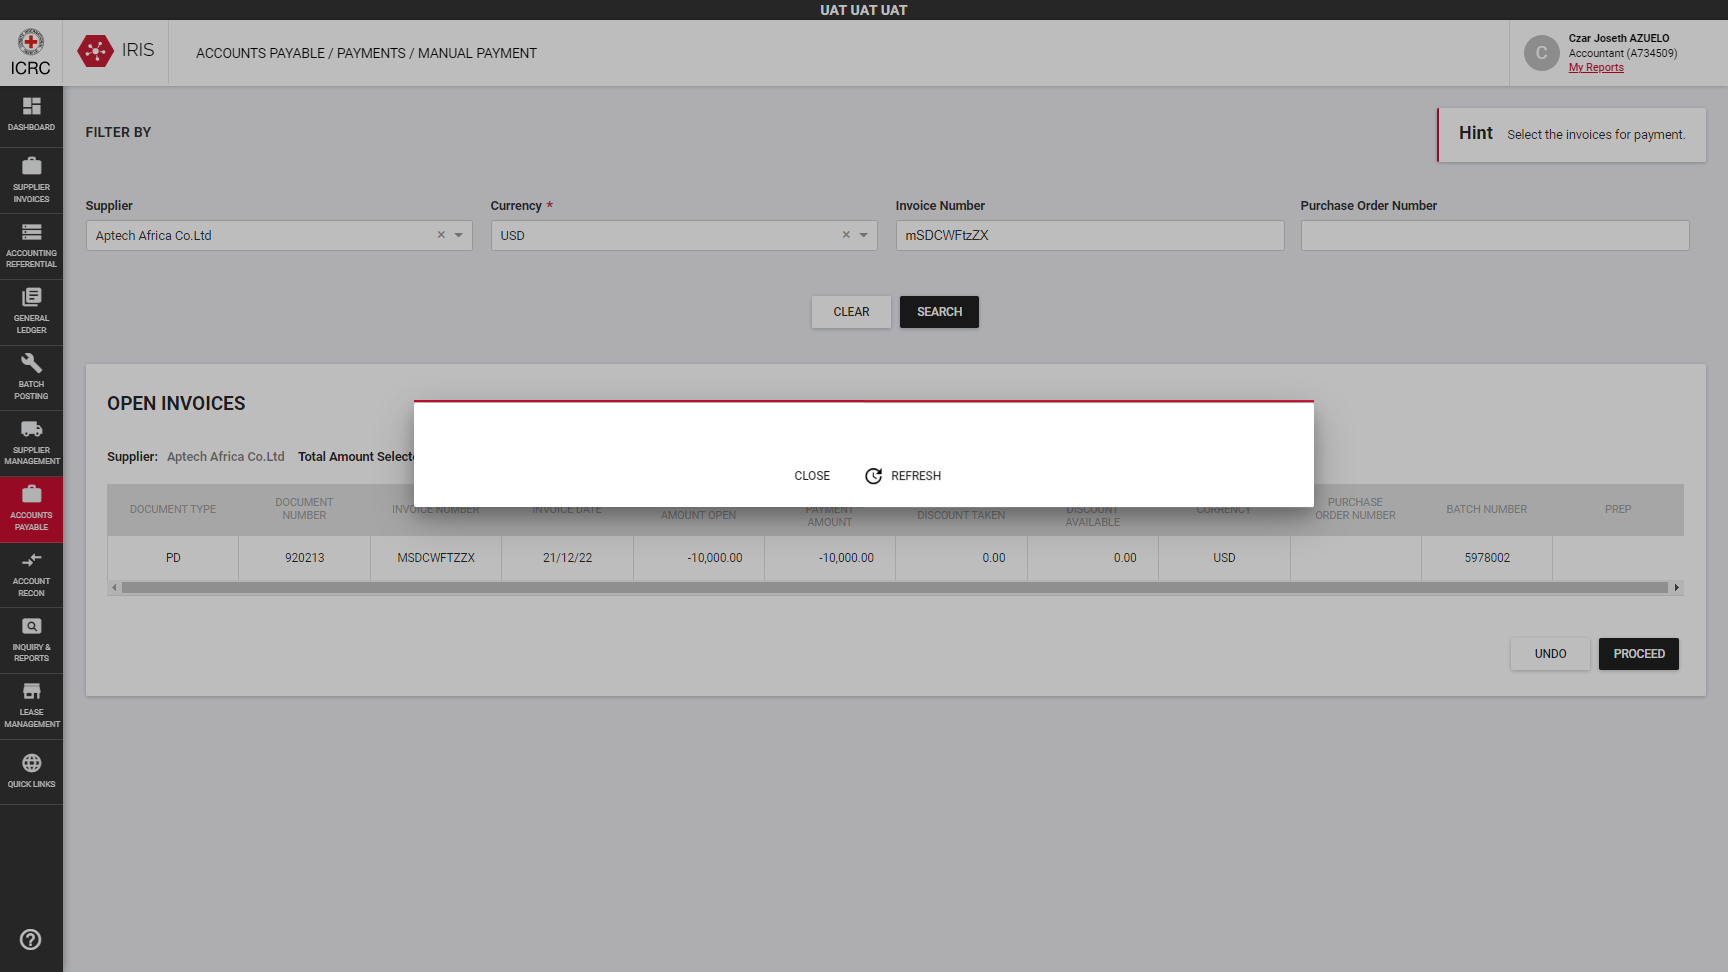 UAT UAT UAT
ICRC
IRIS
ACCOUNTS PAYABLE / PAYMENTS / MANUAL PAYMENT
C
Czar Joseth AZUELO
Accountant (A734509)
My Reports
DASHBOARD
SUPPLIER
INVOICES
ACCOUNTING
REFERENTIAL
GENERAL
LEDGER
BATCH
POSTING
SUPPLIER
MANAGEMENT
ACCOUNTS
PAYABLE
ACCOUNT
RECON
INQUIRY &
REPORTS
LEASE
MANAGEMENT
QUICK LINKS
FILTER BY
Hint Select the invoices for payment.
Supplier
Aptech Africa Co.Ltd
Currency *
USD
Invoice Number
mSDCWFtzZX
Purchase Order Number
CLEAR
SEARCH
OPEN INVOICES
Supplier: Aptech Africa Co.Ltd Total Amount Selecte
CLOSE
REFRESH
DOCUMENT TYPE
DOCUMENT
NUMBER
INVOICE NUMBER
INVOICE DATE
AMOUNT OPEN
PAYMENT
AMOUNT
DISCOUNT TAKEN
DISCOUNT
AVAILABLE
CURRENCY
PURCHASE
ORDER NUMBER
BATCH NUMBER
PREP
PD 920213 MSDCWFTZZX 21/12/22 -10,000.00 -10,000.00 0.00 0.00 USD 5978002
UNDO
PROCEED